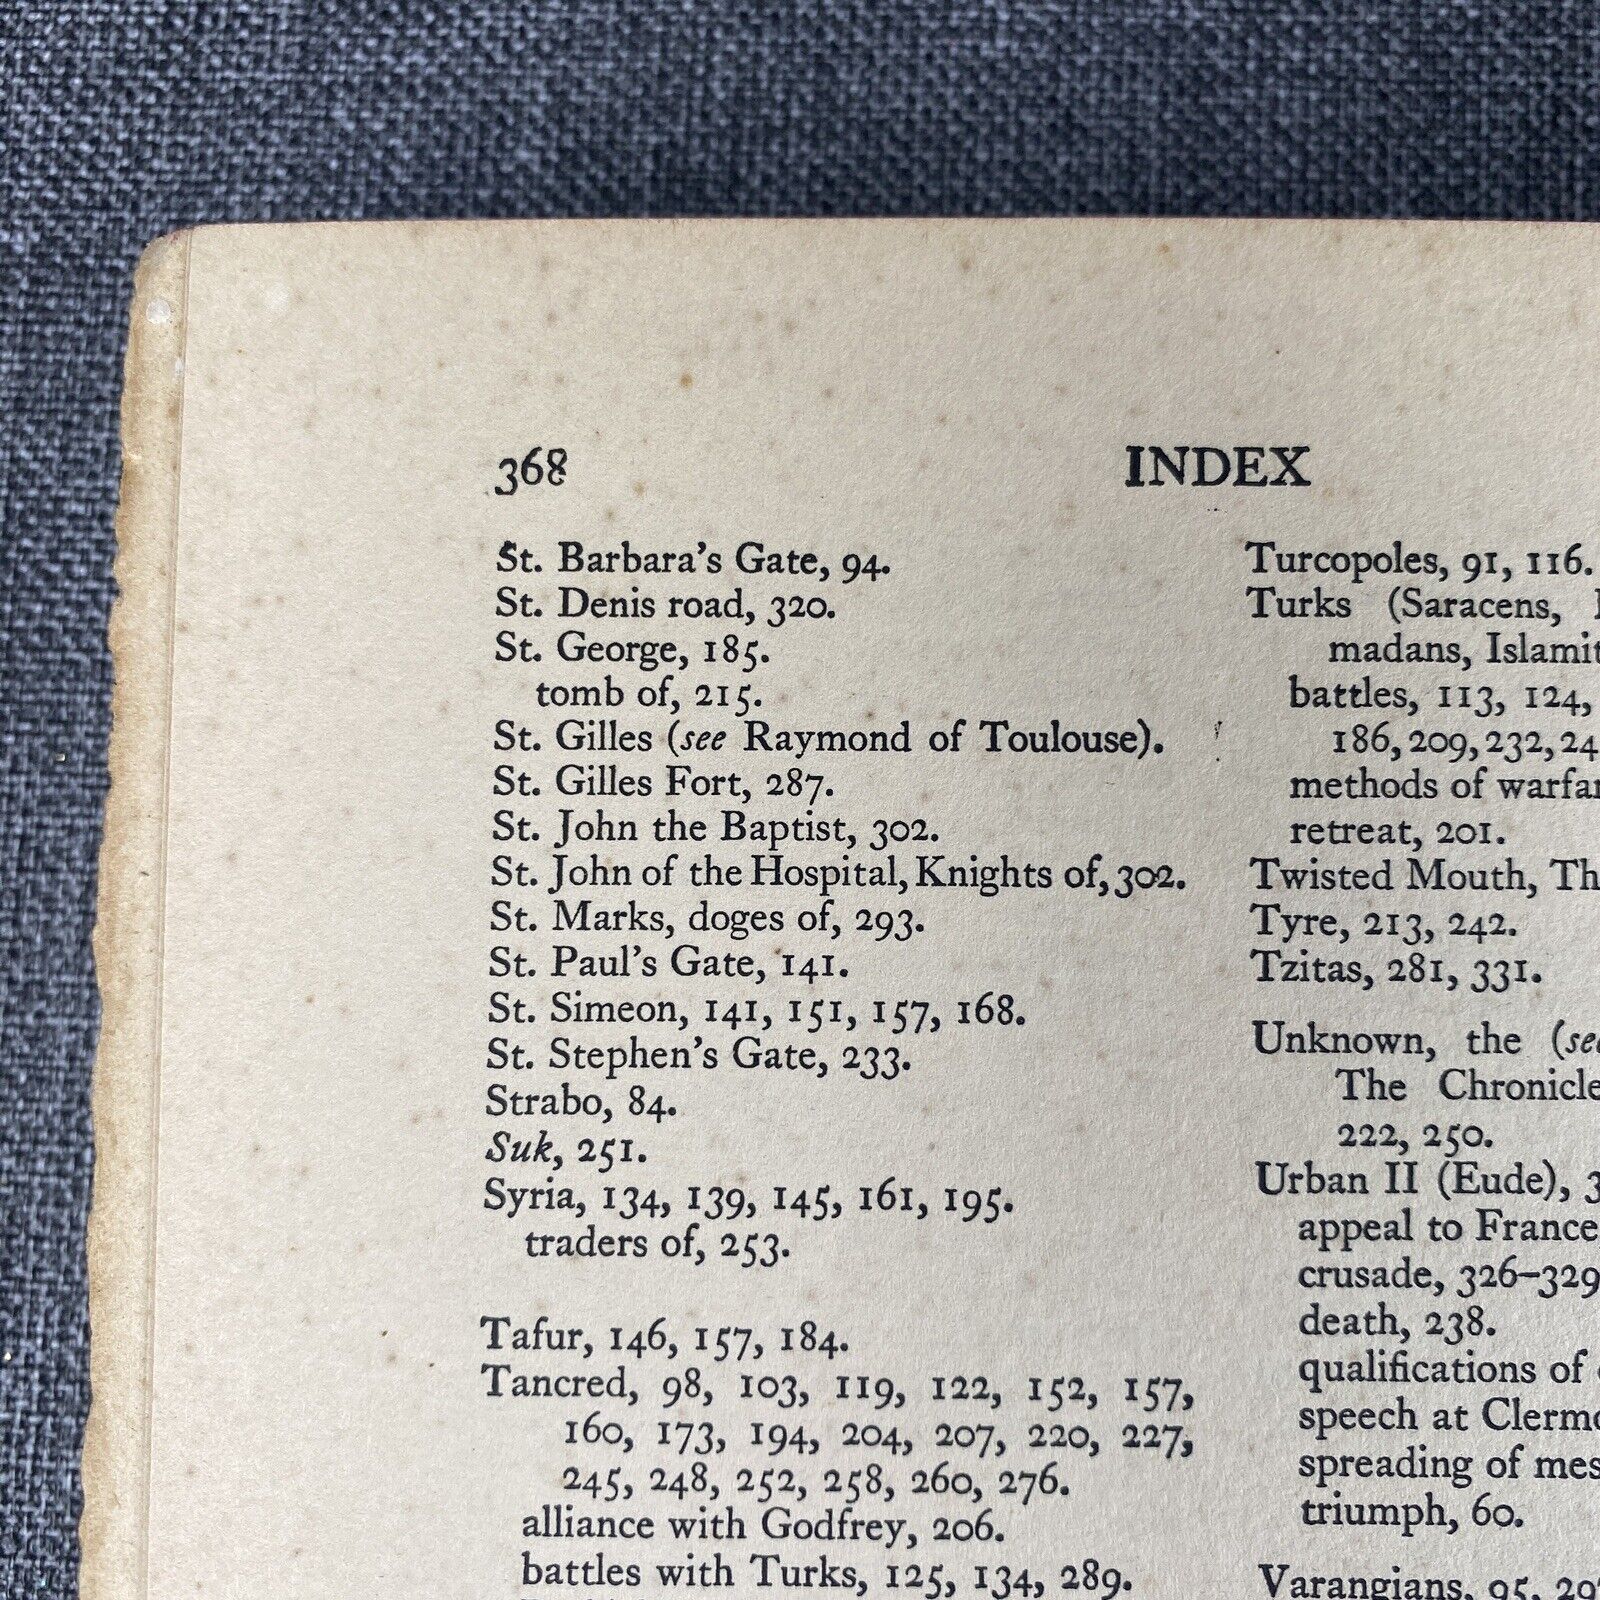 368
INDEX
St. Barbara's Gate, 94.
St. Denis road, 320.
St. George, 185.
tomb of, 215.
St. Gilles (see Raymond of Toulouse).
St. Gilles Fort, 287.
St. John the Baptist, 302.
St. John of the Hospital, Knights of, 302.
St. Marks, doges of, 293.
St. Paul's Gate, 141.
St. Simeon, 141, 151, 157, 168.
St. Stephen's Gate, 233.
Strabo, 84.
Suk, 251.
Syria, 134, 139, 145, 161, 195.
traders of, 253.
Tafur, 146, 157, 184.
Tancred, 98, 103, 119, 122, 152, 157,
160, 173, 194, 204, 207, 220, 227,
245, 248, 252, 258, 260, 276.
alliance with Godfrey, 206.
battles with Turks, 125, 134, 289.
Turcopoles, 91, 116.
Turks (Saracens,
madans, Islamit
battles, 113, 124,
186, 209, 232, 24
methods of warfar
retreat, 201.
Twisted Mouth, Th
Tyre, 213, 242.
Tzitas, 281, 331.
Unknown, the (see
The Chronicle
222, 250.
Urban II (Eude), 3
appeal to France
crusade, 326–329
death, 238.
qualifications of
speech at Clermo
spreading of mes
triumph, 60.
Varangians, 95, 29